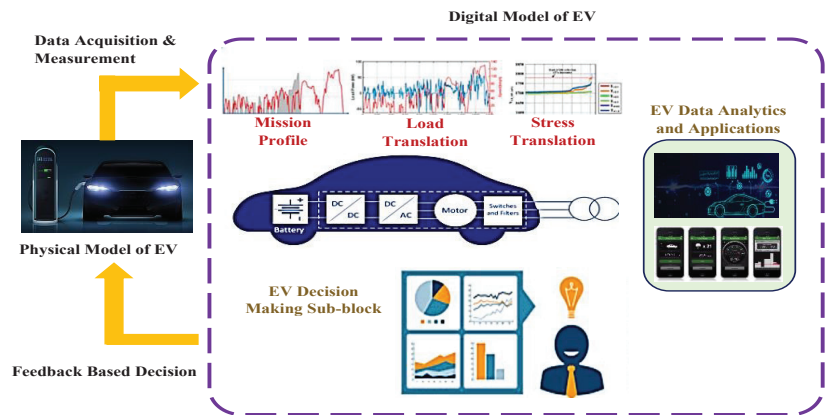 Digital Model of EV
Data Acquisition &
Measurement
Mission
Profile
Load
Translation
Stress
Translation
EV Data Analytics
and Applications
DC
DC
DC
AC
Motor
Switches
and Filters
Battery
Physical Model of EV
EV Decision
Making Sub-block
Feedback Based Decision